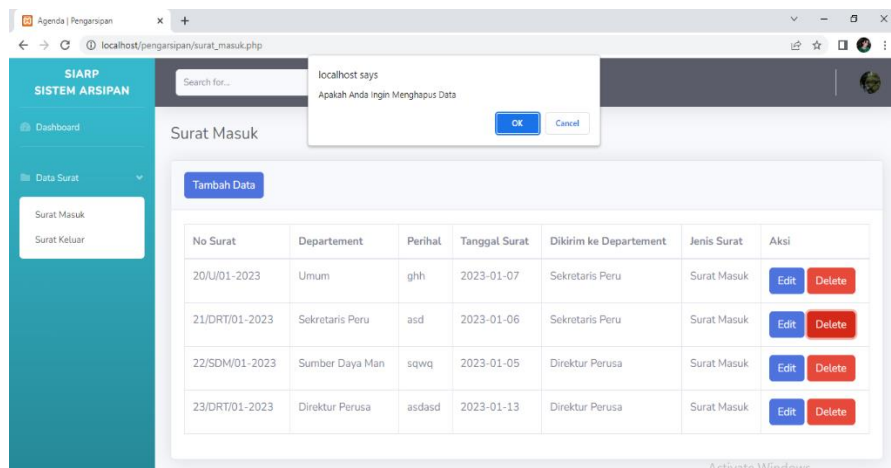 Agenda | Pengarsipan
localhost/pengarsipan/surat_masuk.php
SIARP
SISTEM ARSIPAN
Search for...
localhost says
Apakah Anda Ingin Menghapus Data
OK Cancel
Dashboard
Surat Masuk
Data Surat
Tambah Data
Surat Masuk
Surat Keluar
No Surat Departement Perihal Tanggal Surat Dikirim ke Departement Jenis Surat Aksi
20/U/01-2023 Umum ghh 2023-01-07 Sekretaris Peru Surat Masuk Edit Delete
21/DRT/01-2023 Sekretaris Peru asd 2023-01-06 Sekretaris Peru Surat Masuk Edit Delete
22/SDM/01-2023 Sumber Daya Man sqwq 2023-01-05 Direktur Perusa Surat Masuk Edit Delete
23/DRT/01-2023 Direktur Perusa asdasd 2023-01-13 Direktur Perusa Surat Masuk Edit Delete
Activate Windows